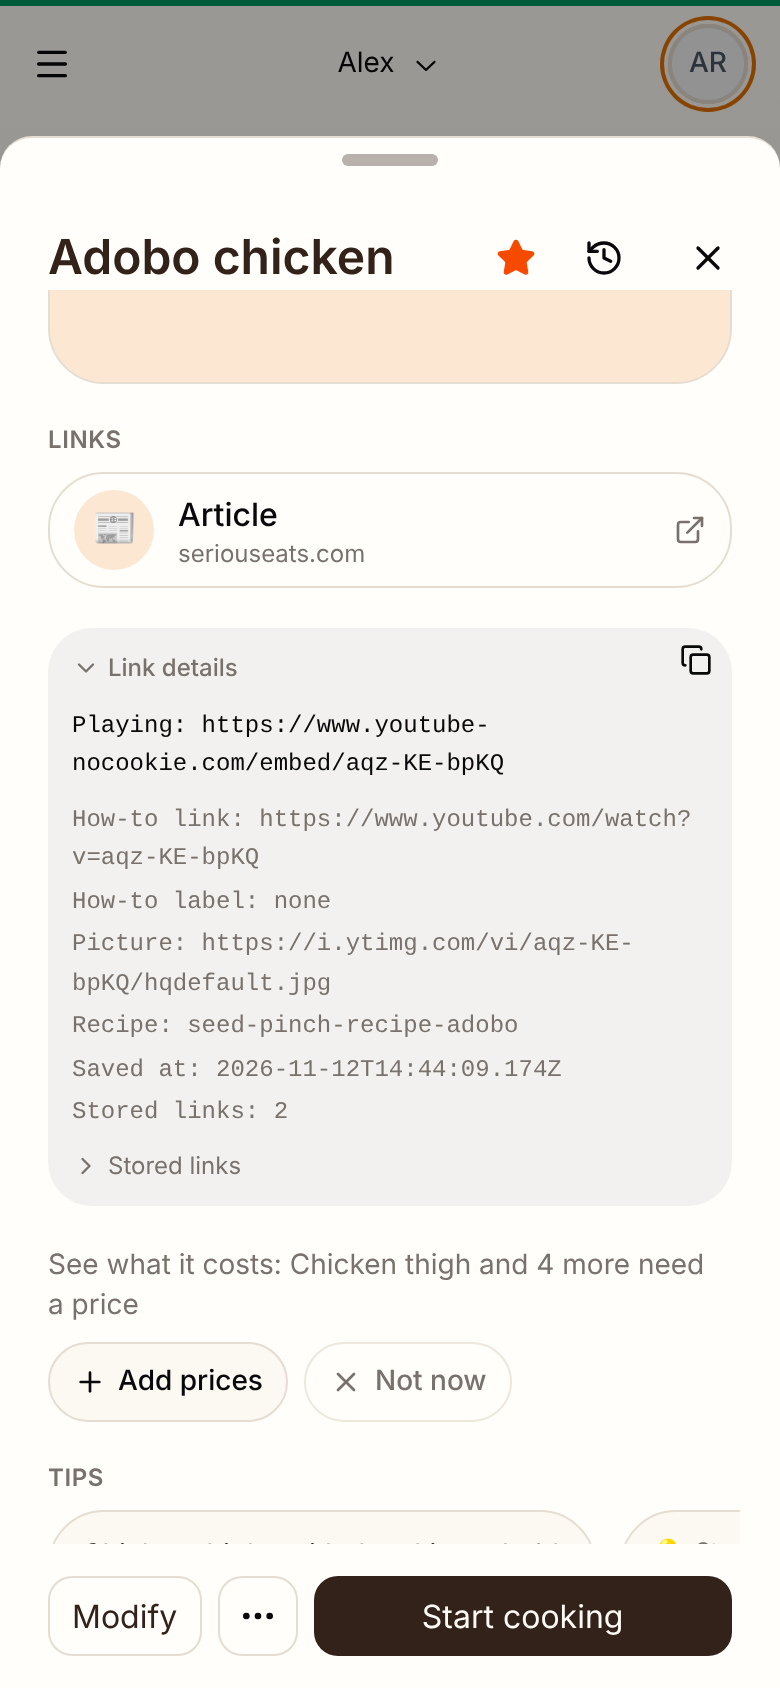 Alex
AR
Adobo chicken
LINKS
Article
seriouseats.com
Link details
Playing: https://www.youtube-
nocookie.com/embed/aqz-KE-bpKQ
How-to link: https://www.youtube.com/watch?
v=aqz-KE-bpKQ
How-to label: none
Picture: https://i.ytimg.com/vi/aqz-KE-
bpKQ/hqdefault.jpg
Recipe: seed-pinch-recipe-adobo
Saved at: 2026-11-12T14:44:09.174Z
Stored links: 2
Stored links
See what it costs: Chicken thigh and 4 more need
a price
Add prices
Not now
TIPS
Modify
Start cooking